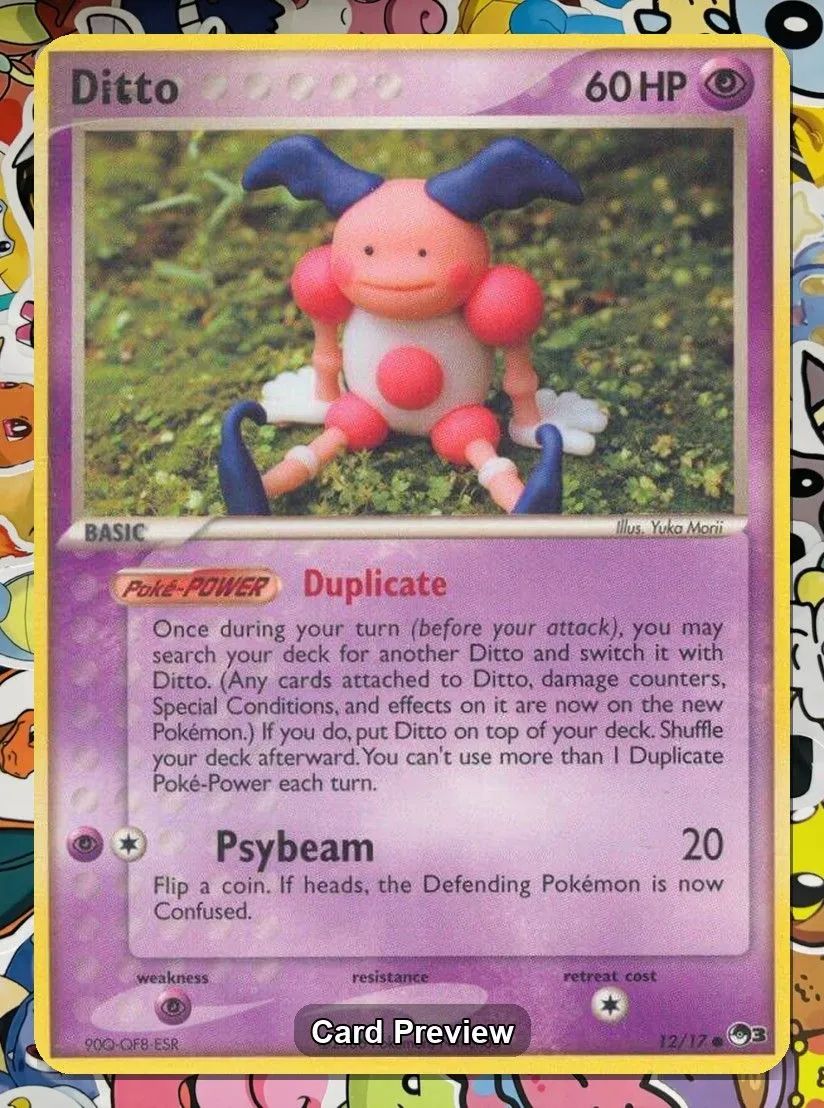 Ditto
60 HP
BASIC
Illus. Yuka Morii
Poké-POWER Duplicate
Once during your turn (before your attack), you may
search your deck for another Ditto and switch it with
Ditto. (Any cards attached to Ditto, damage counters,
Special Conditions, and effects on it are now on the new
Pokémon.) If you do, put Ditto on top of your deck. Shuffle
your deck afterward. You can't use more than 1 Duplicate
Poké-Power each turn.
Psybeam 20
Flip a coin. If heads, the Defending Pokémon is now
Confused.
weakness resistance retreat cost
Card Preview
90Q-QF8-ESR
12/17 3